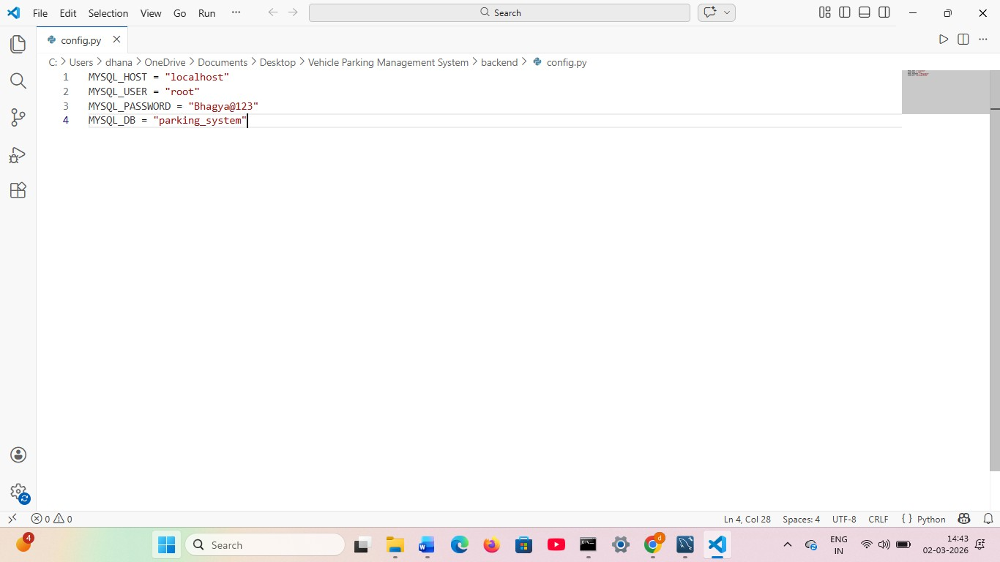 File Edit Selection View Go Run ··· Search
config.py
C: > Users > dhana > OneDrive > Documents > Desktop > Vehicle Parking Management System > backend > config.py
1 MYSQL_HOST = "localhost"
2 MYSQL_USER = "root"
3 MYSQL_PASSWORD = "Bhagya@123"
4 MYSQL_DB = "parking_system"
0 0 Ln 4, Col 28 Spaces: 4 UTF-8 CRLF { } Python
4 Search d ENG IN 14:43 02-03-2026